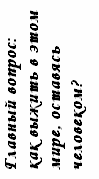 Главный вопрос:
как выжить в этом
мире, оставаясь
человеком?